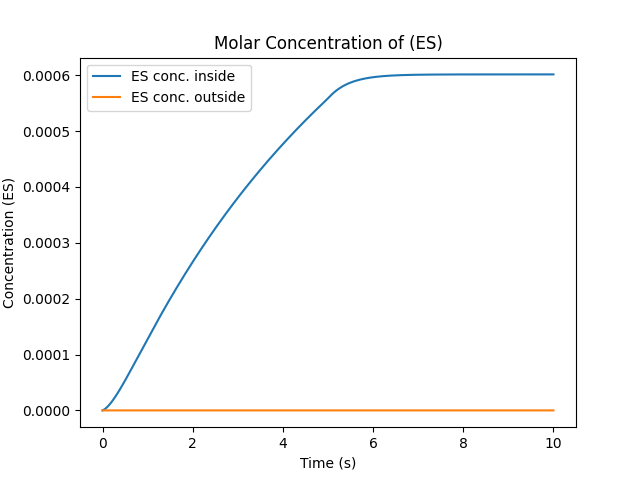 Molar Concentration of (ES)
ES conc. inside
ES conc. outside
Concentration (ES)
0.0006
0.0005
0.0004
0.0003
0.0002
0.0001
0.0000
0 2 4 6 8 10
Time (s)